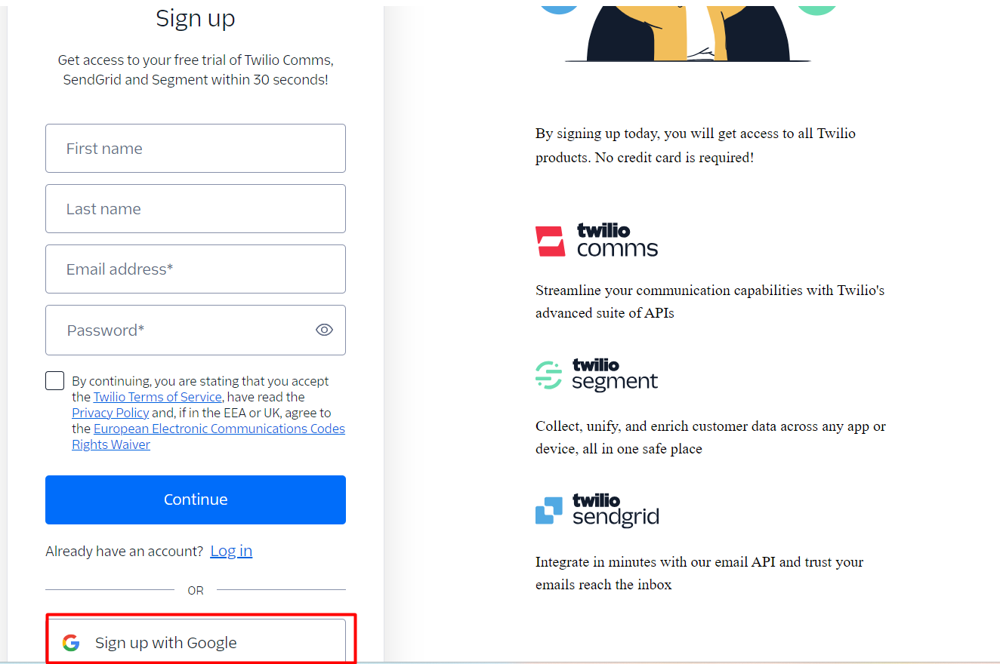 Sign up
Get access to your free trial of Twilio Comms,
SendGrid and Segment within 30 seconds!
First name
Last name
Email address*
Password*
By continuing, you are stating that you accept
the Twilio Terms of Service, have read the
Privacy Policy and, if in the EEA or UK, agree to
the European Electronic Communications Codes
Rights Waiver
Continue
Already have an account? Log in
OR
Sign up with Google
By signing up today, you will get access to all Twilio
products. No credit card is required!
twilio
comms
Streamline your communication capabilities with Twilio's
advanced suite of APIs
twilio
segment
Collect, unify, and enrich customer data across any app or
device, all in one safe place
twilio
sendgrid
Integrate in minutes with our email API and trust your
emails reach the inbox